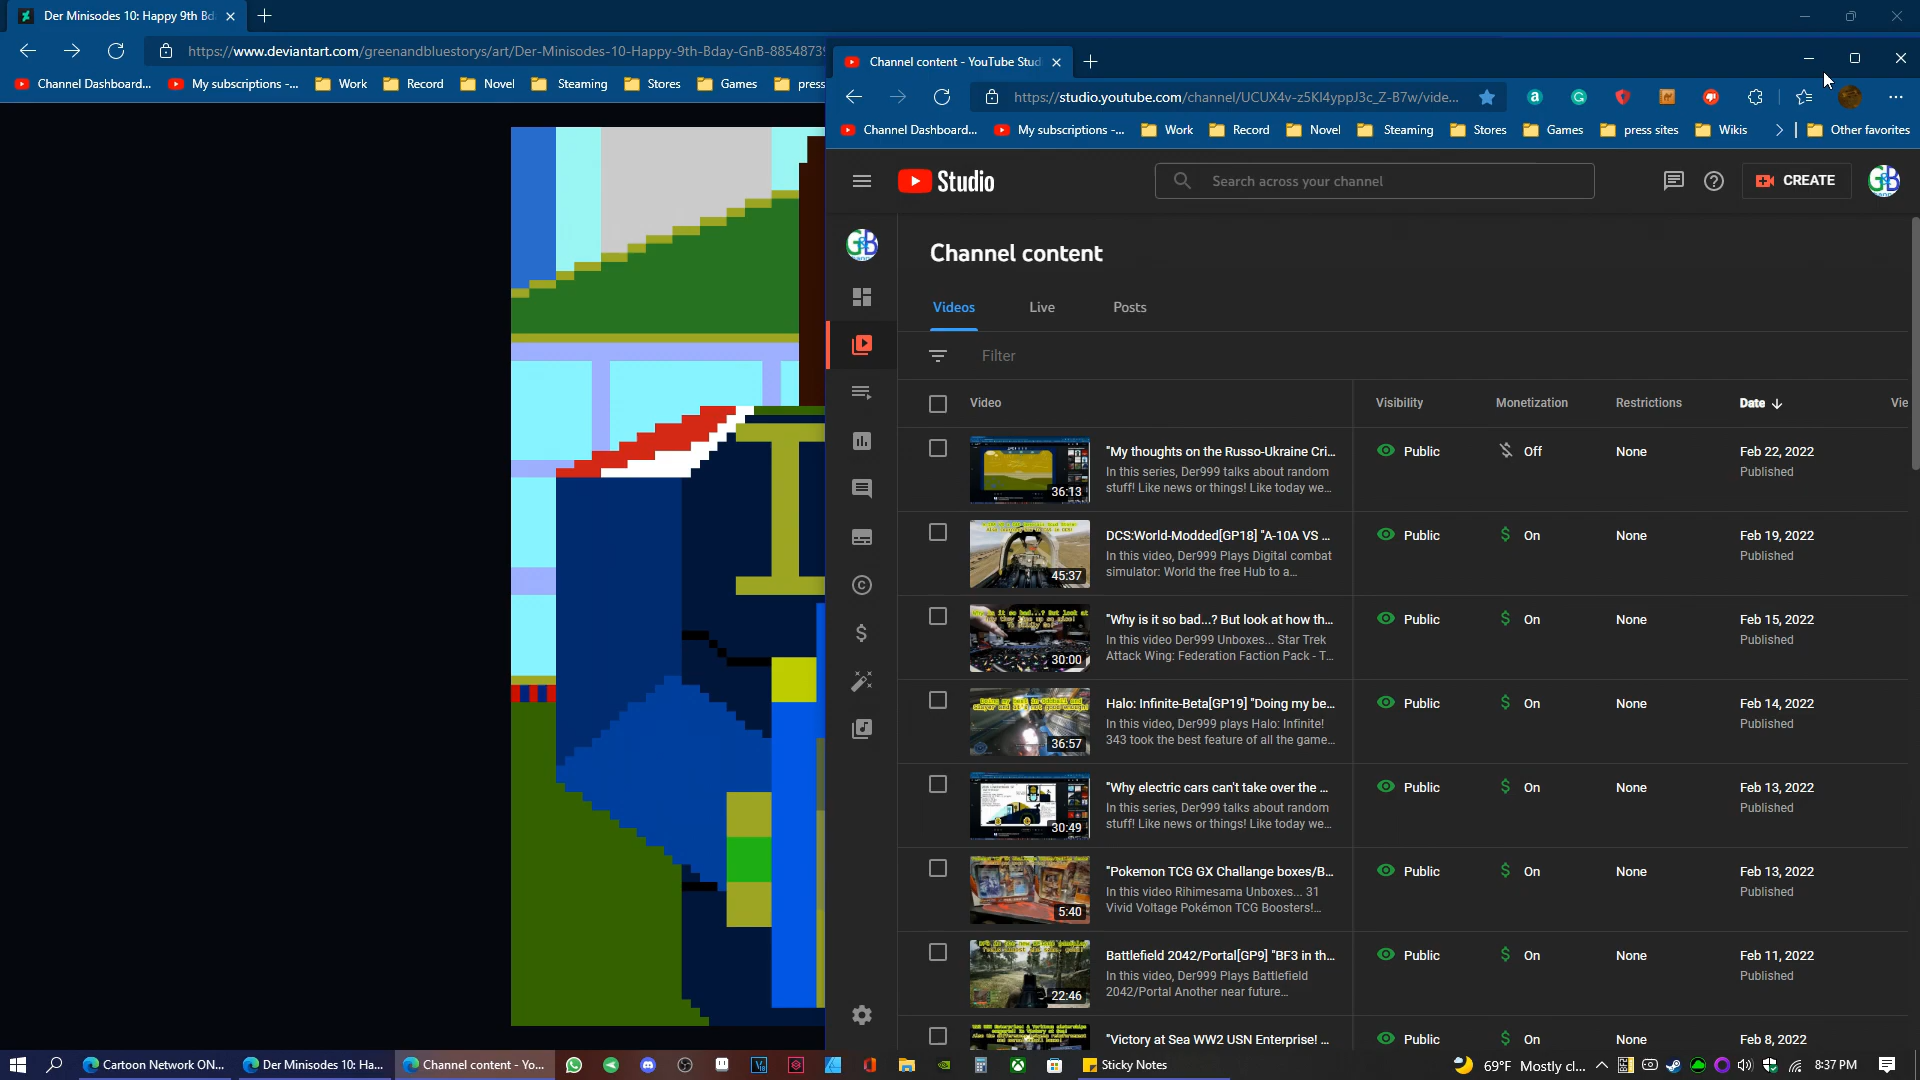 Der Minisodes 10: Happy 9th Bd
https://www.deviantart.com/greenandbluestorys/art/Der-Minisodes-10-Happy-9th-Bday-GnB-8854873
Channel Dashboard... My subscriptions -... Work Record Novel Steaming Stores Games press
Channel content - YouTube Stud
https://studio.youtube.com/channel/UCUX4v-z5KI4yppJ3c_Z-B7w/vide...
Channel Dashboard... My subscriptions -... Work Record Novel Steaming Stores Games press sites Wikis Other favorites
Studio
Search across your channel
CREATE
G&B
G&B
Channel content
Videos Live Posts
Filter
Video Visibility Monetization Restrictions Date Vie
36:13
"My thoughts on the Russo-Ukraine Cri... Public Off None Feb 22, 2022
In this series, Der999 talks about random Published
stuff! Like news or things! Like today we...
45:37
DCS:World-Modded[GP18] "A-10A VS ... Public On None Feb 19, 2022
In this video, Der999 Plays Digital combat Published
simulator: World the free Hub to a...
30:00
"Why is it so bad...? But look at how th... Public On None Feb 15, 2022
In this video Der999 Unboxes... Star Trek Published
Attack Wing: Federation Faction Pack - T...
36:57
Halo: Infinite-Beta[GP19] "Doing my be... Public On None Feb 14, 2022
In this video, Der999 plays Halo: Infinite! Published
343 took the best feature of all the game...
30:49
"Why electric cars can't take over the ... Public On None Feb 13, 2022
In this series, Der999 talks about random Published
stuff! Like news or things! Like today we...
5:40
"Pokemon TCG GX Challange boxes/B... Public On None Feb 13, 2022
In this video Rihimesama Unboxes... 31 Published
Vivid Voltage Pokémon TCG Boosters!...
22:46
Battlefield 2042/Portal[GP9] "BF3 in th... Public On None Feb 11, 2022
In this video, Der999 Plays Battlefield Published
2042/Portal Another near future...
"Victory at Sea WW2 USN Enterprise! ... Public On None Feb 8, 2022
Cartoon Network ON... Der Minisodes 10: Ha... Channel content - Yo... Sticky Notes 69°F Mostly cl... 8:37 PM